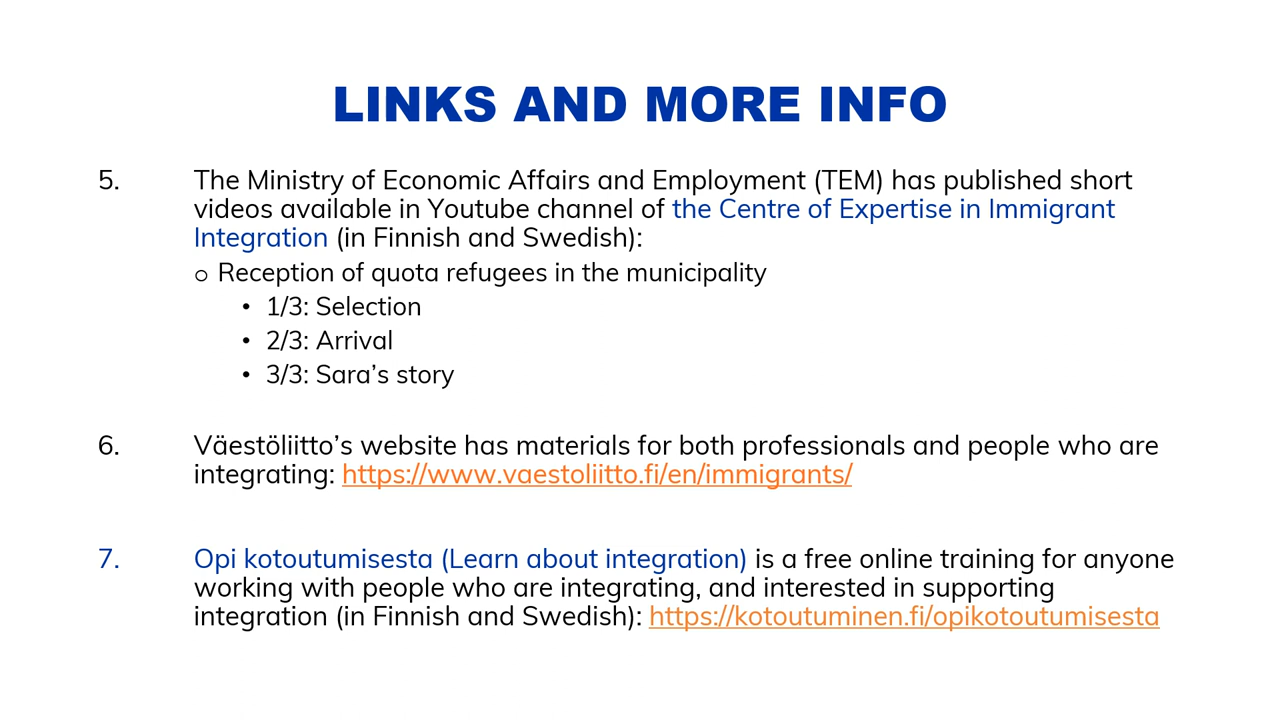 LINKS AND MORE INFO
5. The Ministry of Economic Affairs and Employment (TEM) has published short
videos available in Youtube channel of the Centre of Expertise in Immigrant
Integration (in Finnish and Swedish):
o Reception of quota refugees in the municipality
• 1/3: Selection
• 2/3: Arrival
• 3/3: Sara’s story
6. Väestöliitto’s website has materials for both professionals and people who are
integrating: https://www.vaestoliitto.fi/en/immigrants/
7. Opi kotoutumisesta (Learn about integration) is a free online training for anyone
working with people who are integrating, and interested in supporting
integration (in Finnish and Swedish): https://kotoutuminen.fi/opikotoutumisesta